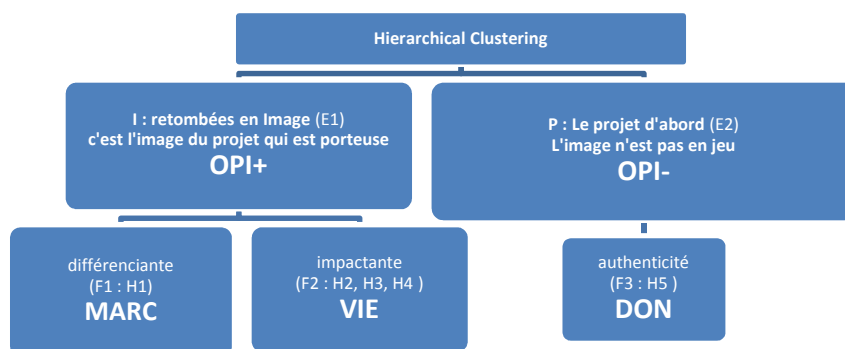 Hierarchical Clustering
I : retombées en Image (E1)
c'est l'image du projet qui est porteuse
OPI+
P : Le projet d'abord (E2)
L'image n'est pas en jeu
OPI-
différenciante
(F1 : H1)
MARC
impactante
(F2 : H2, H3, H4 )
VIE
authenticité
(F3 : H5 )
DON